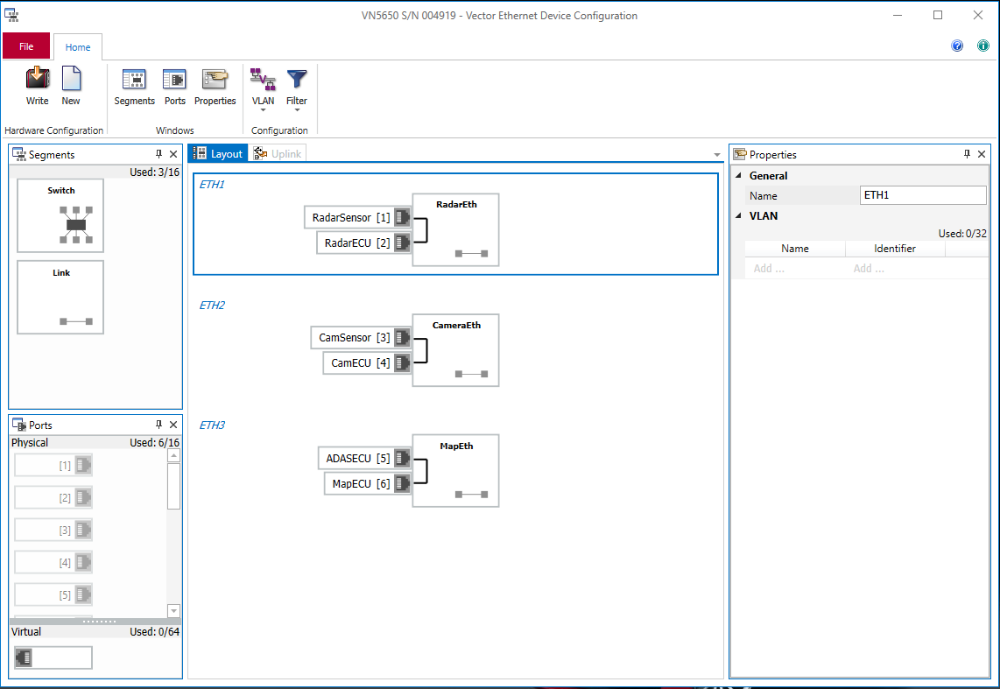 VN5650 S/N 004919 - Vector Ethernet Device Configuration
File Home
Write New Segments Ports Properties VLAN Filter
Hardware Configuration Windows Configuration
Segments
Used: 3/16
Switch
Link
Ports
Physical Used: 6/16
[1]
[2]
[3]
[4]
[5]
Virtual Used: 0/64
Layout Uplink
ETH1
RadarSensor [1]
RadarECU [2]
RadarEth
ETH2
CamSensor [3]
CamECU [4]
CameraEth
ETH3
ADASECU [5]
MapECU [6]
MapEth
Properties
General
Name ETH1
VLAN
Used: 0/32
Name Identifier
Add ... Add ...